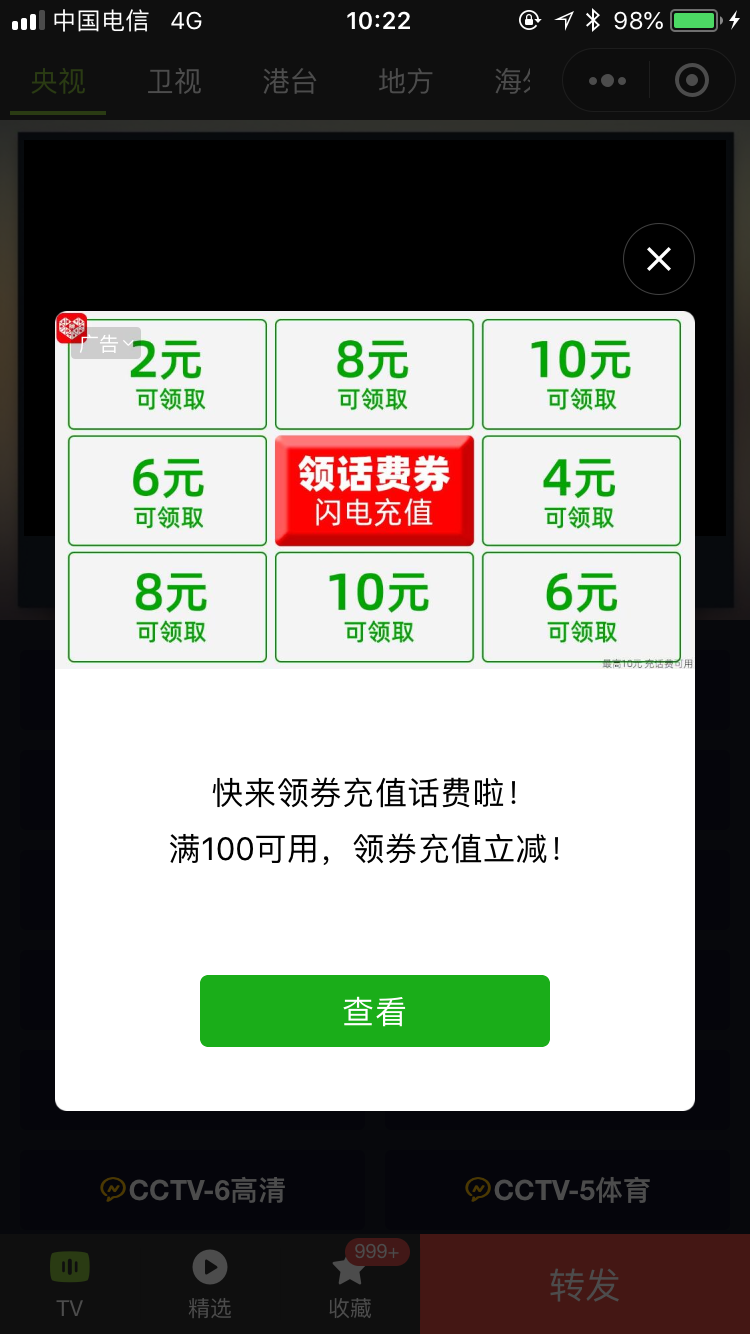 中国电信 4G 10:22 98%
央视 卫视 港台 地方 海
广告
2元 8元 10元
可领取 可领取 可领取
6元 领话费券 4元
可领取 闪电充值 可领取
8元 10元 6元
可领取 可领取 可领取
最高10元 充话费可用
快来领券充值话费啦！
满100可用，领券充值立减！
查看
CCTV-6高清 CCTV-5体育
999+
TV 精选 收藏 转发